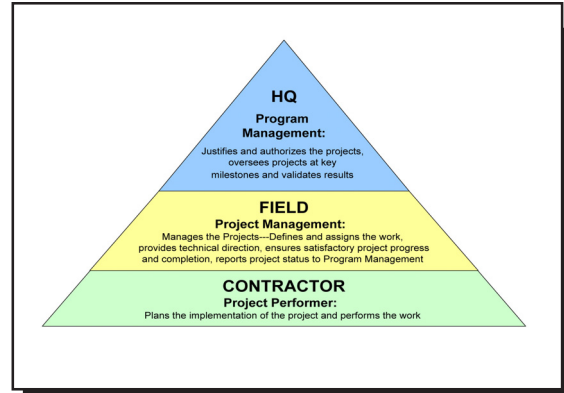 HQ
Program
Management:
Justifies and authorizes the projects,
oversees projects at key
milestones and validates results
FIELD
Project Management:
Manages the Projects---Defines and assigns the work,
provides technical direction, ensures satisfactory project progress
and completion, reports project status to Program Management
CONTRACTOR
Project Performer:
Plans the implementation of the project and performs the work